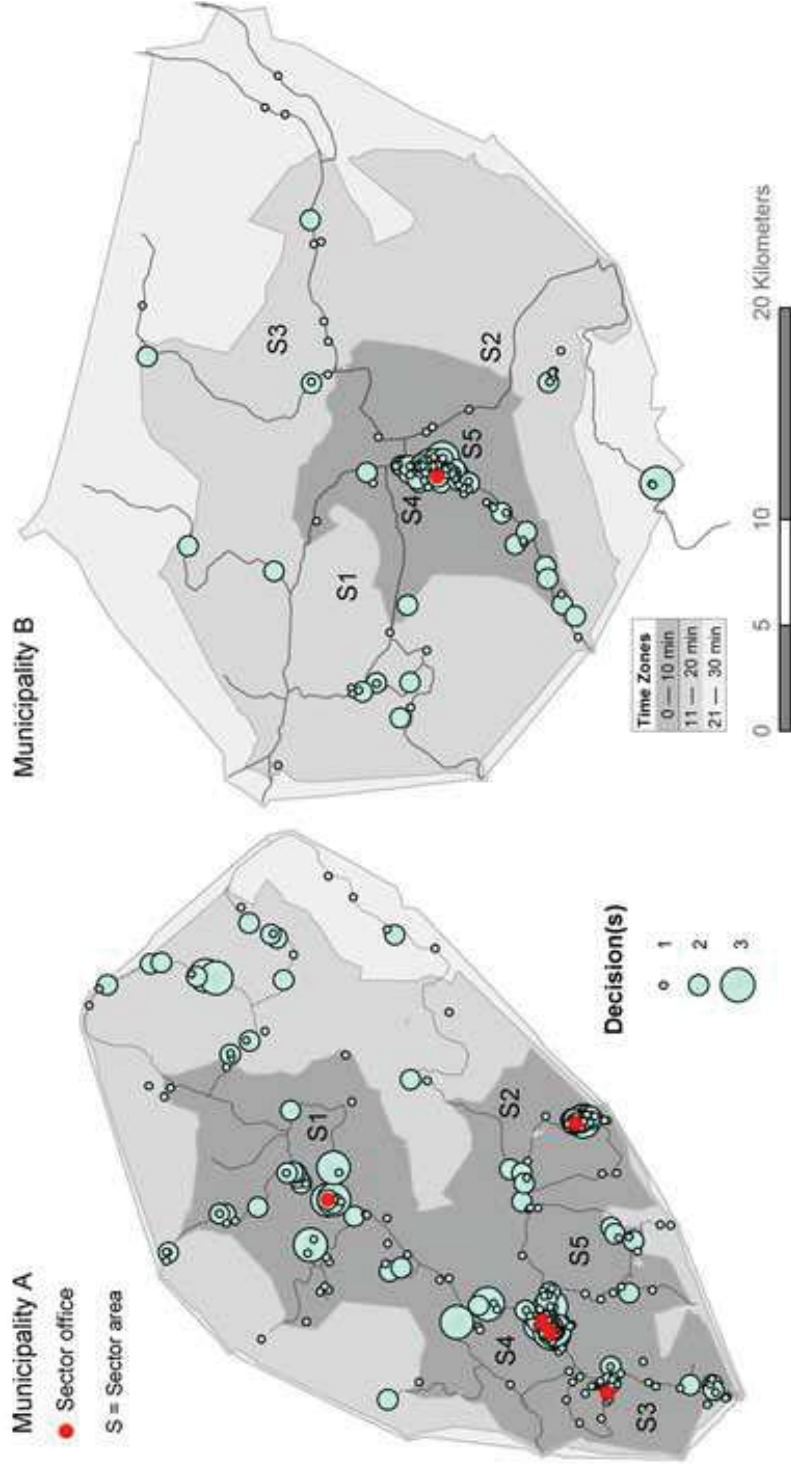 Municipality A
Sector office
S = Sector area
S1
S2
S3
S4
S5
Decision(s)
1
2
3
Municipality B
S1
S2
S3
S4
S5
Time Zones
0 — 10 min
11 — 20 min
21 — 30 min
0 5 10 20 Kilometers